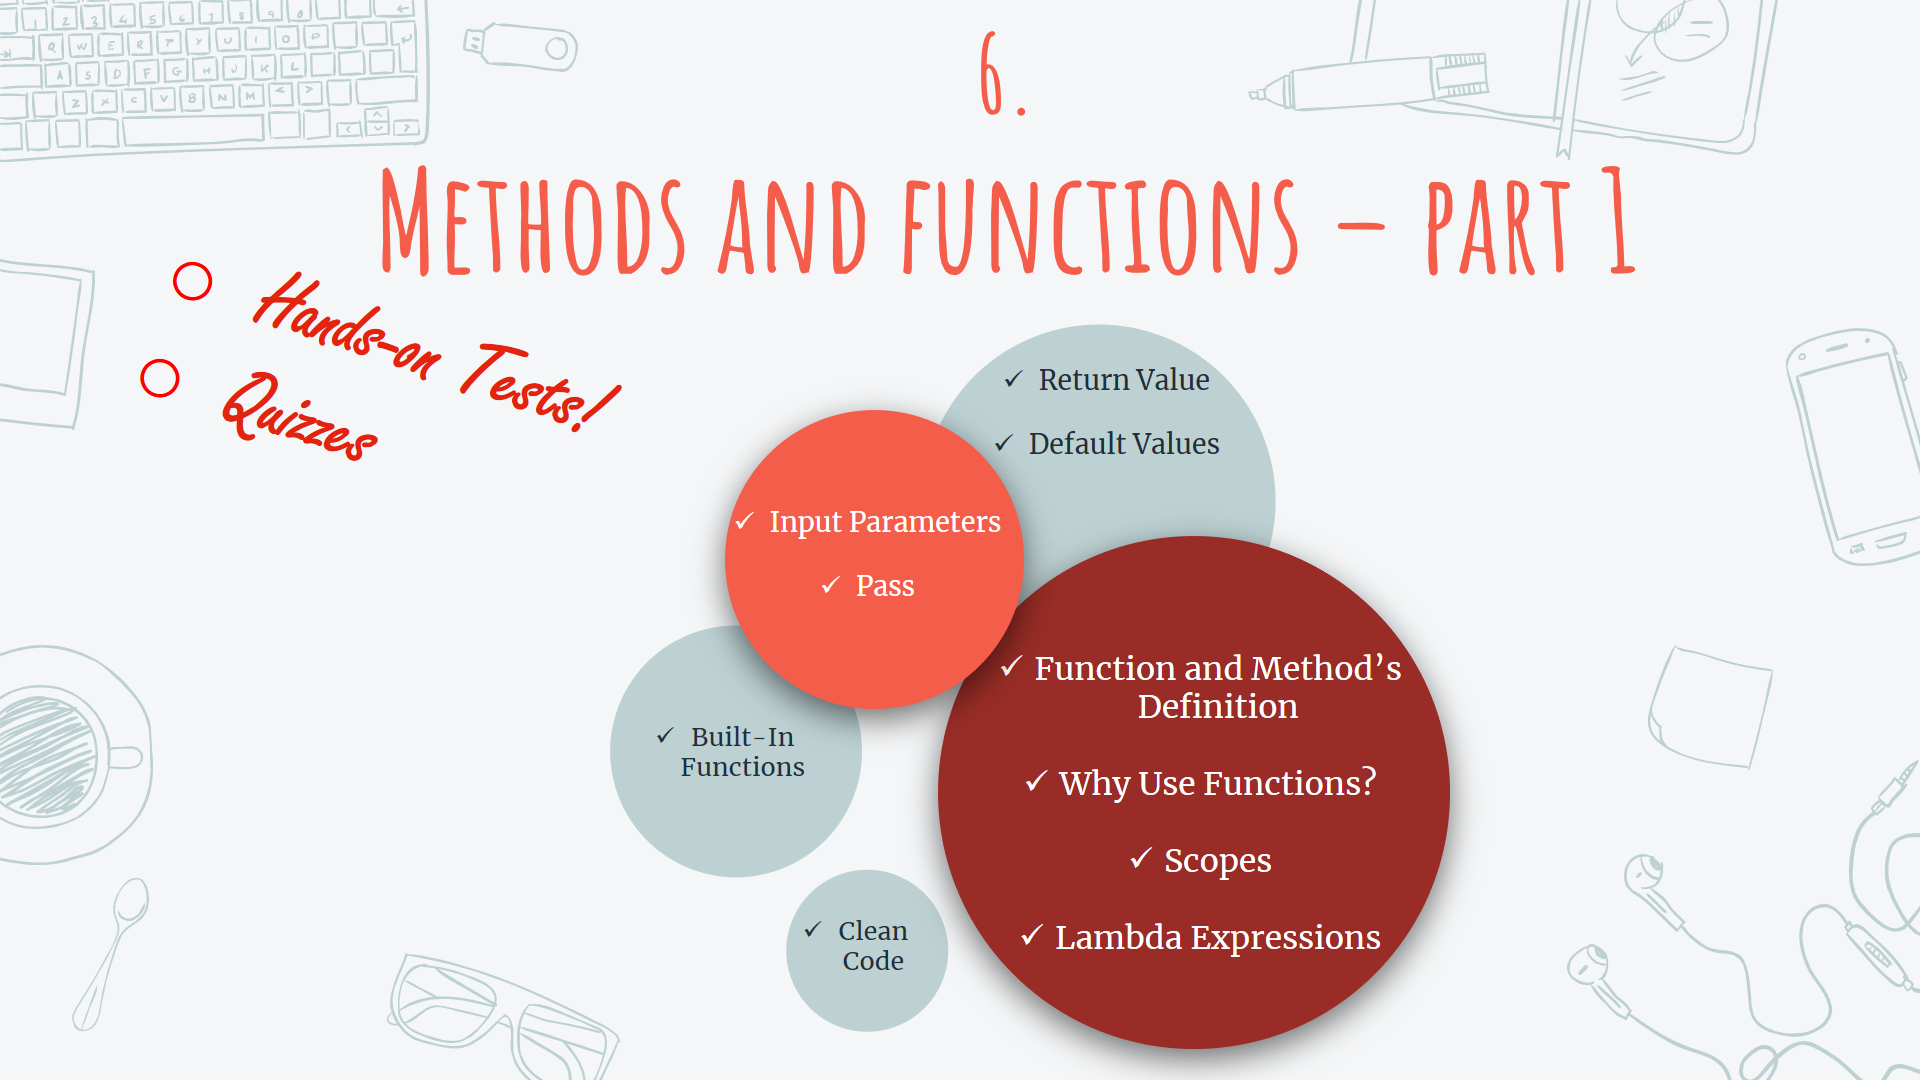 6.
Methods and functions – part 1
Hands-on Tests!
Quizzes
✓ Return Value
✓ Default Values
✓ Input Parameters
✓ Pass
✓ Function and Method’s
Definition
✓ Why Use Functions?
✓ Scopes
✓ Lambda Expressions
✓ Built-In
Functions
✓ Clean
Code